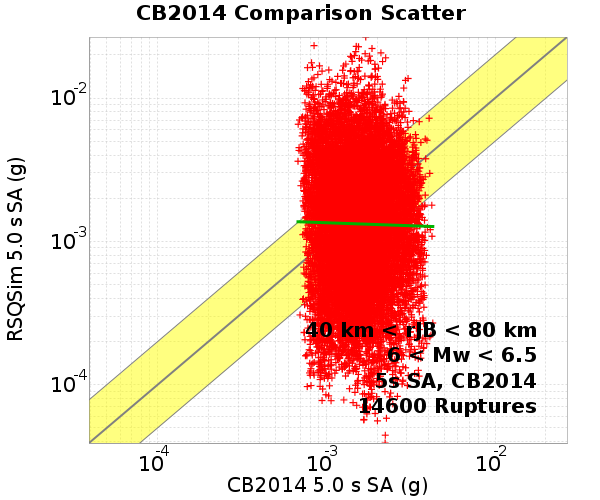 CB2014 Comparison Scatter
RSQSim 5.0 s SA (g)
10-2
10-3
10-4
40 km < rJB < 80 km
6 < Mw < 6.5
5s SA, CB2014
14600 Ruptures
10-4 10-3 10-2
CB2014 5.0 s SA (g)